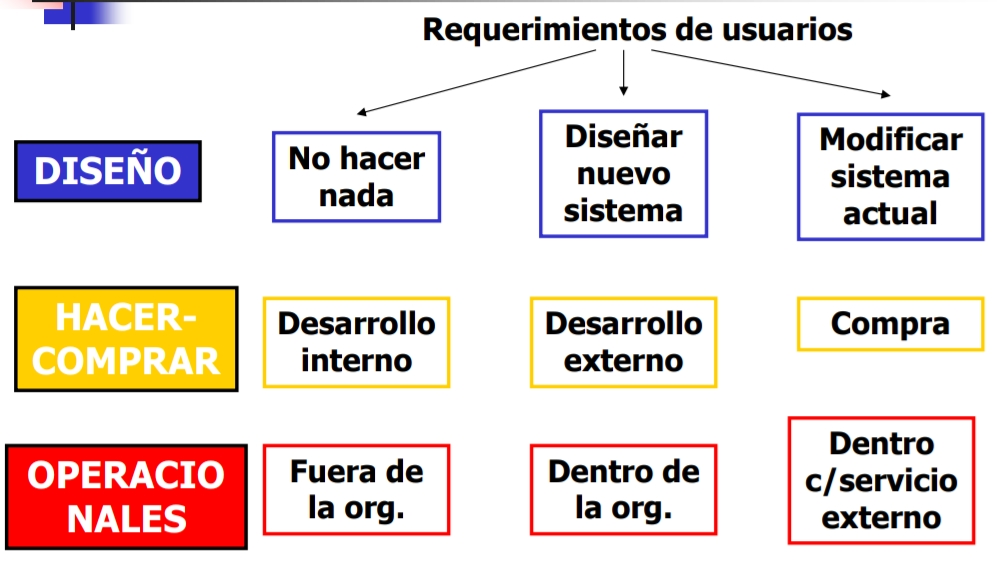 Requerimientos de usuarios
DISEÑO
No hacer
nada
Diseñar
nuevo
sistema
Modificar
sistema
actual
HACER-
COMPRAR
Desarrollo
interno
Desarrollo
externo
Compra
OPERACIO
NALES
Fuera de
la org.
Dentro de
la org.
Dentro
c/servicio
externo